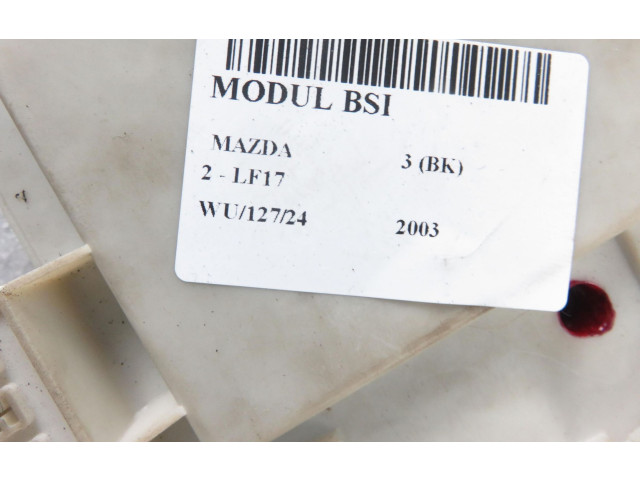 MODUL BSI
MAZDA 3 (BK)
2 - LF17
WU/127/24 2003